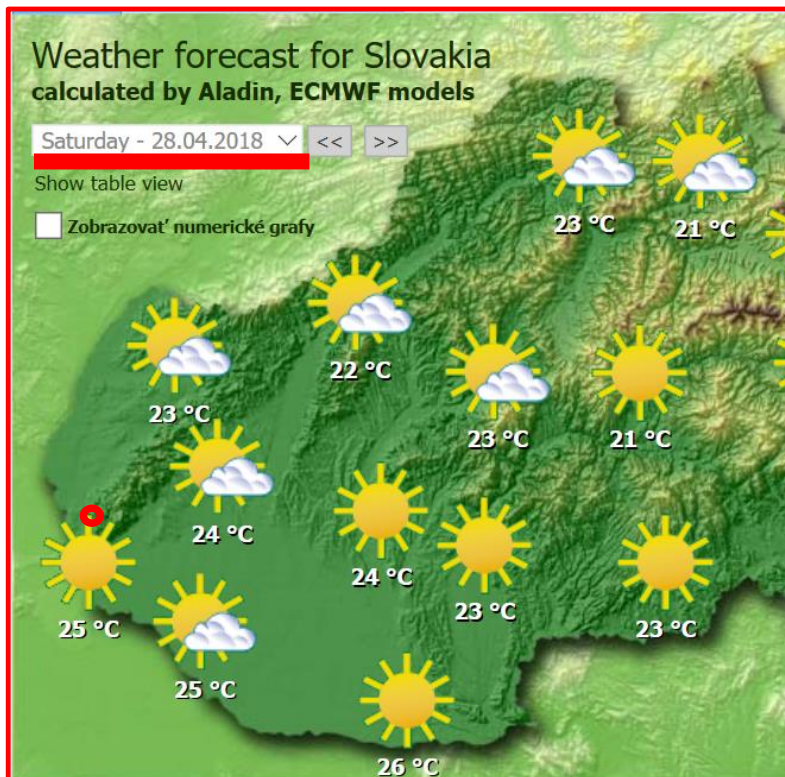 Weather forecast for Slovakia
calculated by Aladin, ECMWF models
Saturday - 28.04.2018 << >>
Show table view
Zobrazovať numerické grafy
23 °C 21 °C
22 °C
23 °C 23 °C 21 °C
24 °C 24 °C
23 °C
25 °C 23 °C
25 °C
26 °C